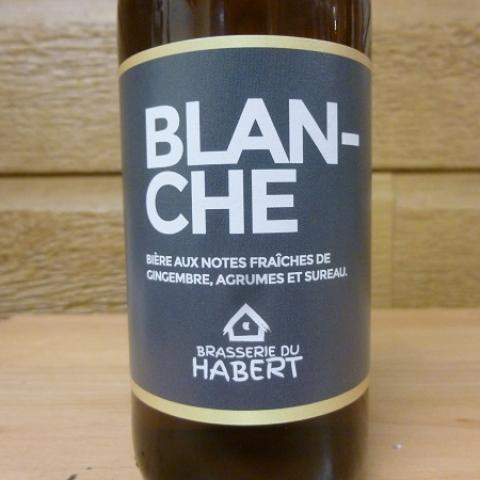 BLAN-
CHE
BIÈRE AUX NOTES FRAÎCHES DE
GINGEMBRE, AGRUMES ET SUREAU.
BRASSERIE DU
HABERT